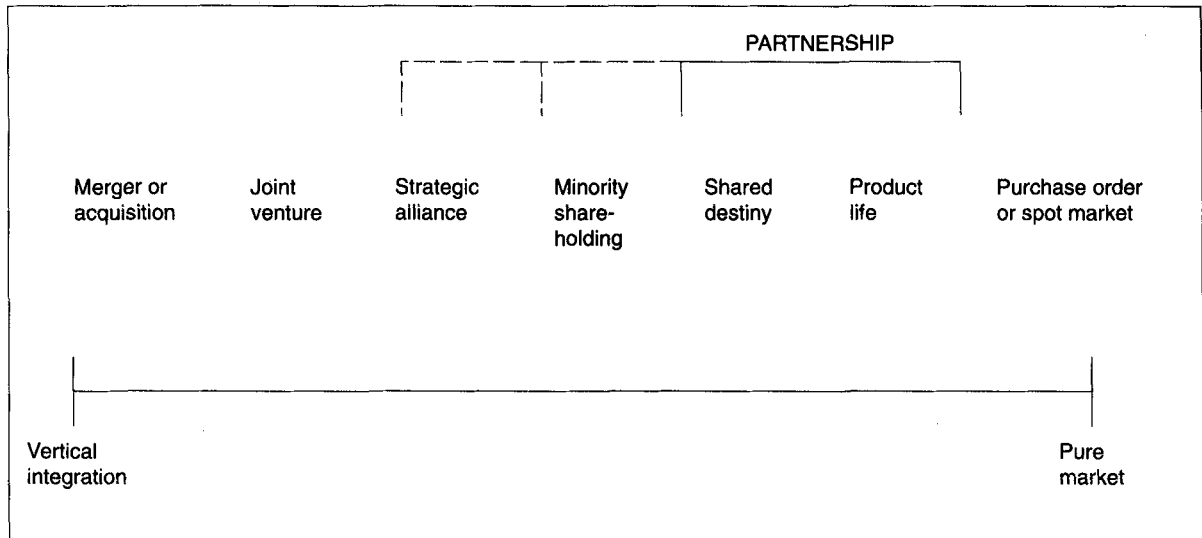 PARTNERSHIP
Merger or
acquisition
Joint
venture
Strategic
alliance
Minority
share-
holding
Shared
destiny
Product
life
Purchase order
or spot market
Vertical
integration
Pure
market